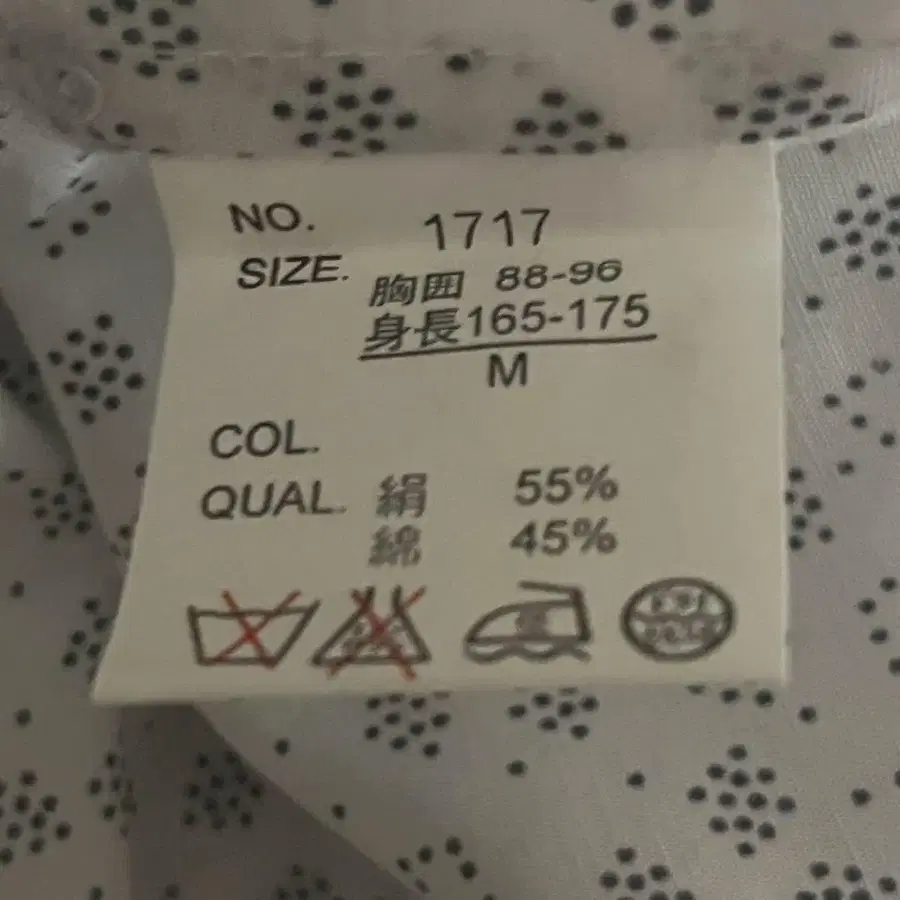 NO. 1717
SIZE. 胸囲 88-96
身長165-175
M
COL.
QUAL. 絹 55%
綿 45%